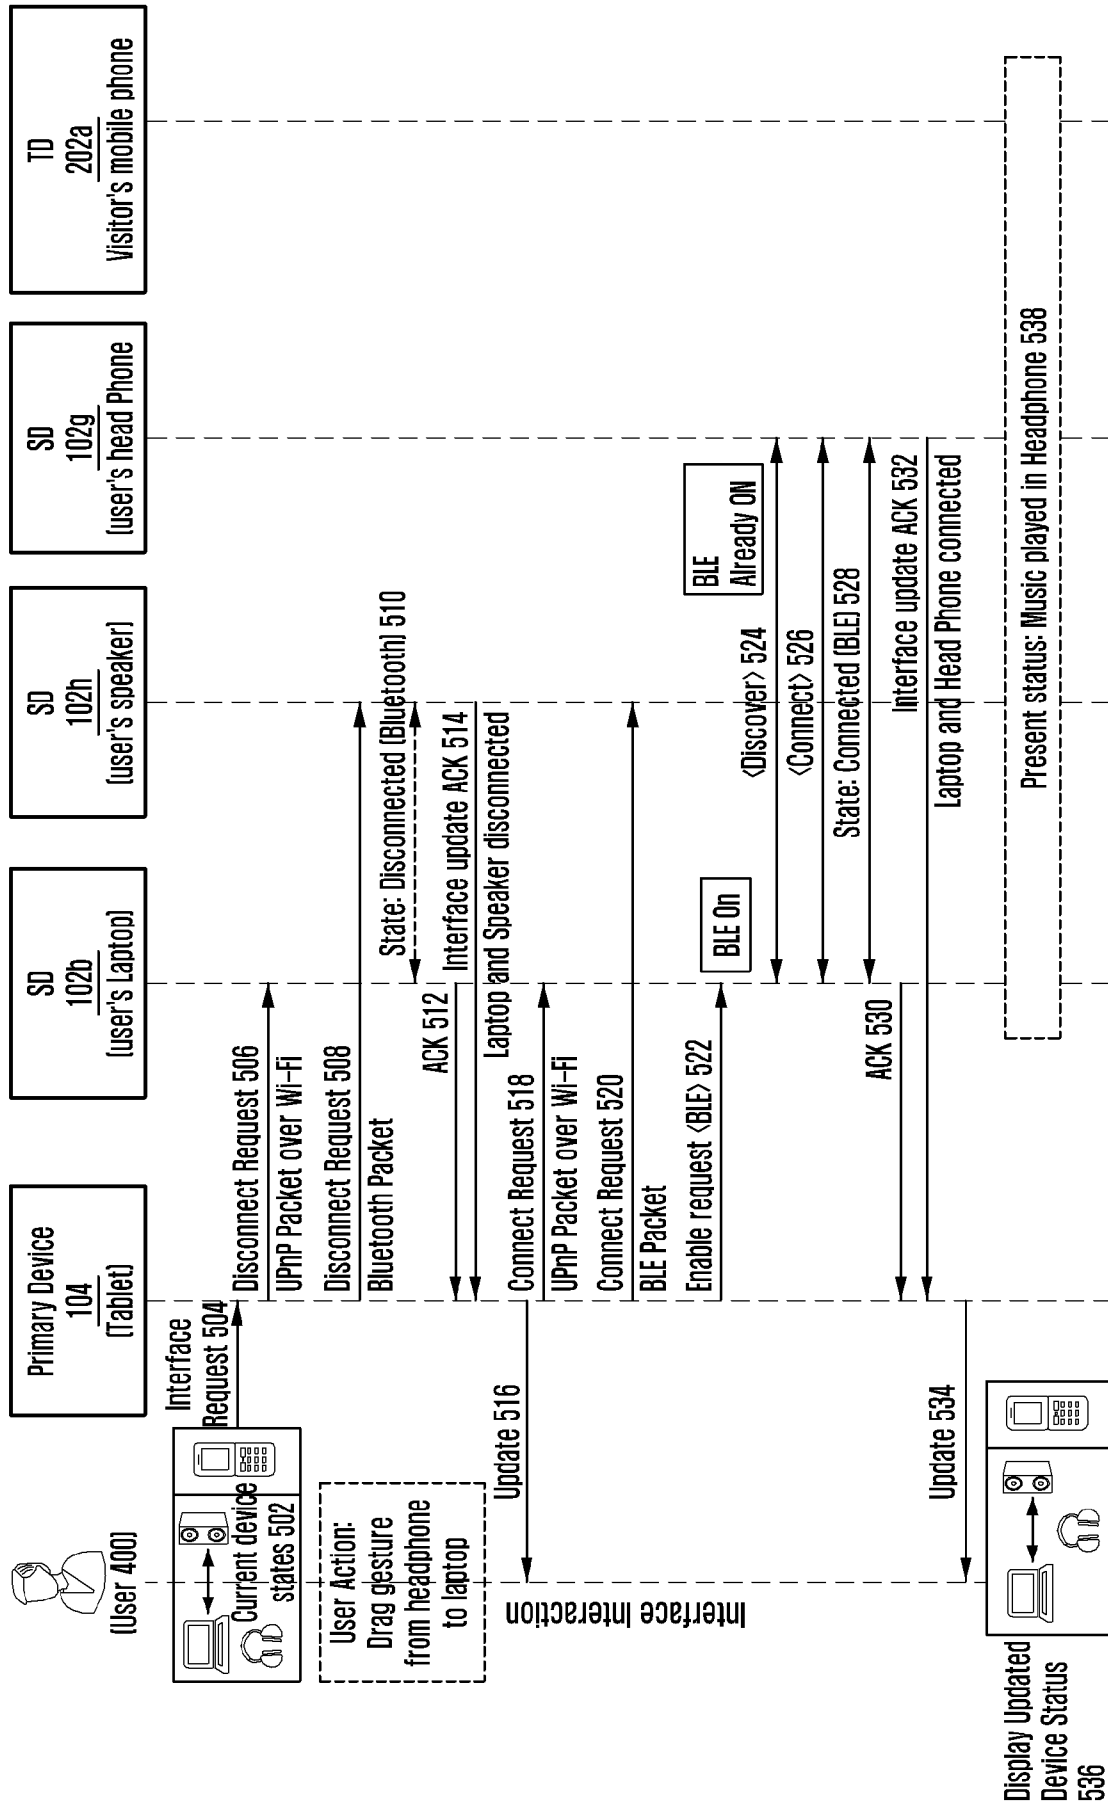 (User 400)
Primary Device
104
(Tablet)
SD
102b
(user's Laptop)
SD
102h
(user's speaker)
SD
102g
(user's head Phone
TD
202a
Visitor's mobile phone
Current device
states 502
Interface
Request 504
User Action:
Drag gesture
from headphone
to laptop
Disconnect Request 506
UPnP Packet over Wi-Fi
Disconnect Request 508
Bluetooth Packet
State: Disconnected (Bluetooth) 510
ACK 512
Interface update ACK 514
Laptop and Speaker disconnected
Update 516
Interface Interaction
Connect Request 518
UPnP Packet over Wi-Fi
Connect Request 520
BLE Packet
Enable request <BLE> 522
BLE On
BLE
Already ON
<Discover> 524
<Connect> 526
State: Connected (BLE) 528
ACK 530
Interface update ACK 532
Laptop and Head Phone connected
Update 534
Display Updated
Device Status
536
Present status: Music played in Headphone 538